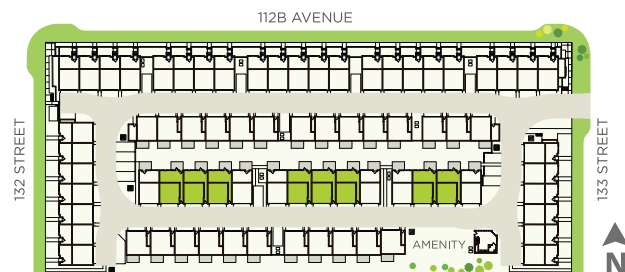 112B AVENUE
132 STREET
133 STREET
AMENITY
N